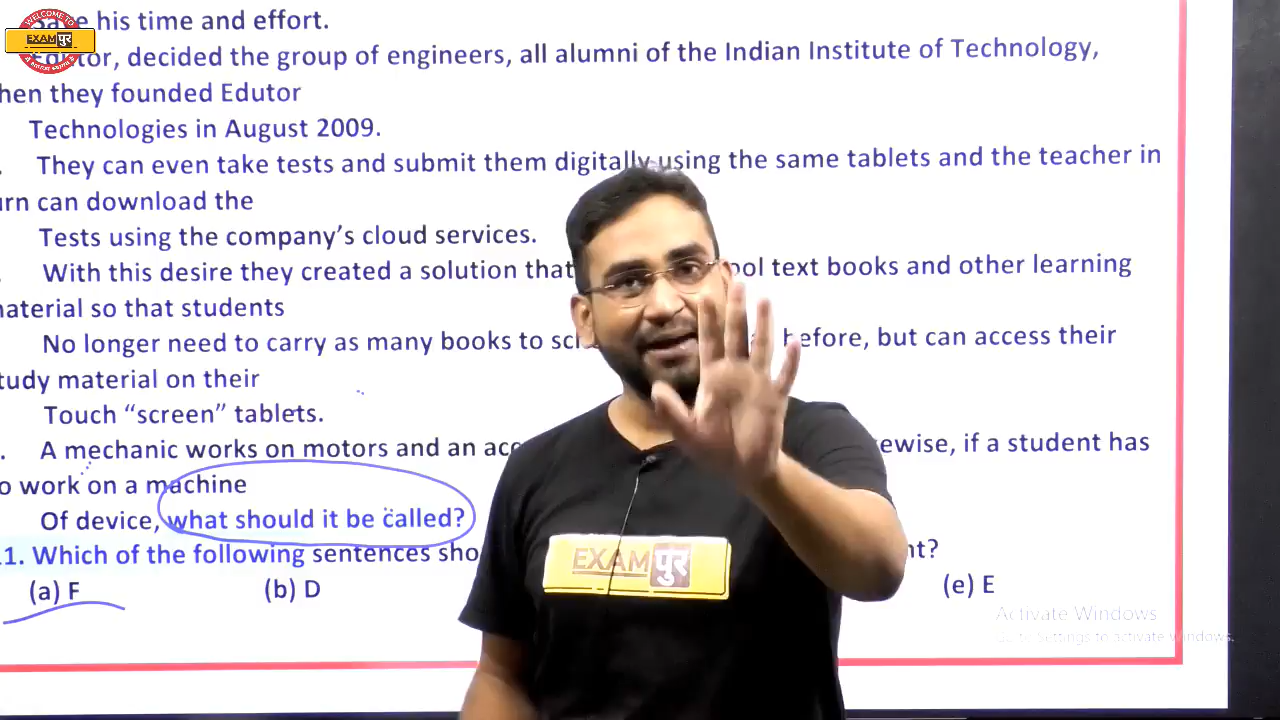 WELCOME TO
EXAMपुर
his time and effort.
decided the group of engineers, all alumni of the Indian Institute of Technology,
hen they founded Edutor
Technologies in August 2009.
They can even take tests and submit them digitally using the same tablets and the teacher in
urn can download the
Tests using the company's cloud services.
With this desire they created a solution that ool text books and other learning
naterial so that students
No longer need to carry as many books to before, but can access their
tudy material on their
Touch "screen" tablets.
A mechanic works on motors and an acc ewise, if a student has
o work on a machine
Of device, what should it be called?
1. Which of the following sentences sho nt?
(a) F (b) D (e) E
EXAMपुर
Activate Windows
Go to Settings to activate Windows.